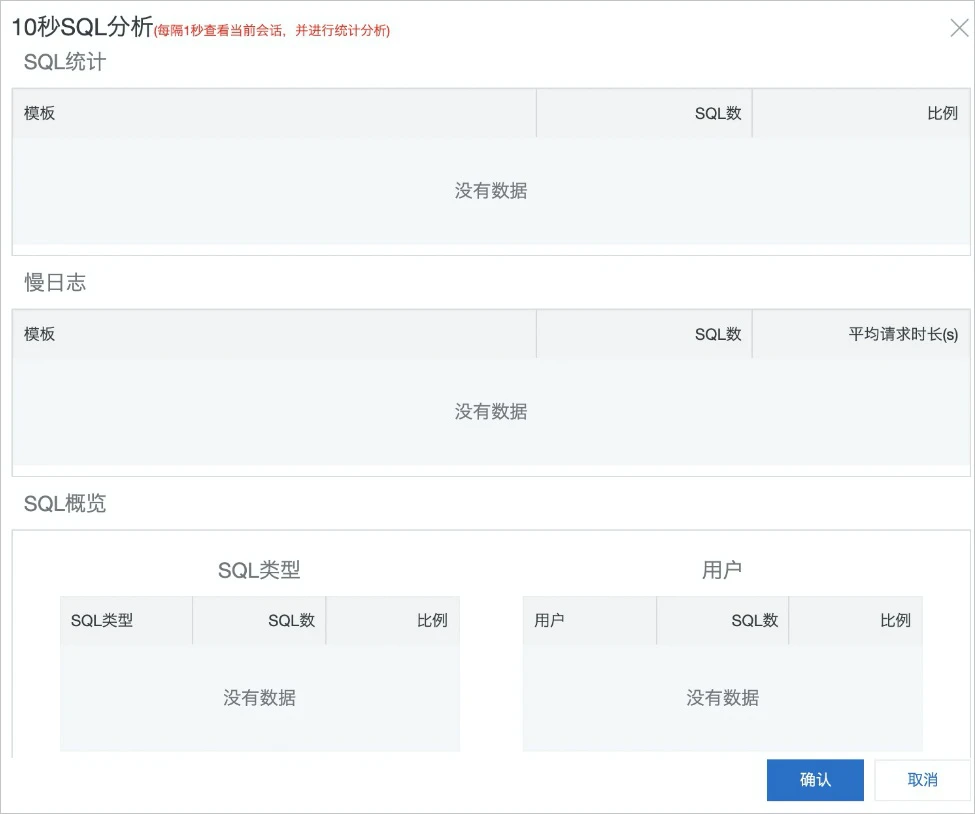 10秒SQL分析(每隔1秒查看当前会话，并进行统计分析)
SQL统计
模板 SQL数 比例
没有数据
慢日志
模板 SQL数 平均请求时长(s)
没有数据
SQL概览
SQL类型 用户
SQL类型 SQL数 比例 用户 SQL数 比例
没有数据 没有数据
确认 取消